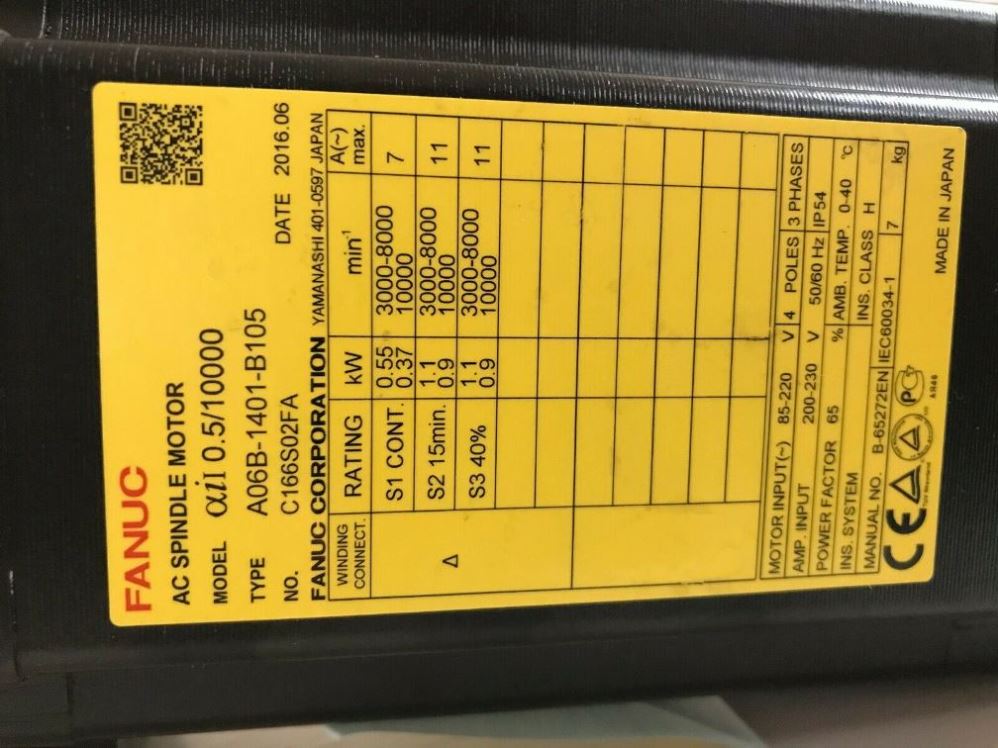 FANUC
AC SPINDLE MOTOR
MODEL αiI 0.5/10000
TYPE A06B-1401-B105
NO. C166S02FA DATE 2016.06
FANUC CORPORATION YAMANASHI 401-0597 JAPAN
WINDING CONNECT. RATING kW min-1 A(~) max.
Δ
S1 CONT. 0.55 3000-8000 7
0.37 10000
S2 15min. 1.1 3000-8000 11
0.9 10000
S3 40% 1.1 3000-8000 11
0.9 10000
MOTOR INPUT(~) 85-220 V 4 POLES 3 PHASES
AMP. INPUT 200-230 V 50/60 Hz IP54
POWER FACTOR 65 % AMB. TEMP. 0-40 °C
INS. SYSTEM INS. CLASS H
MANUAL NO. B-65272EN IEC60034-1 7 kg
CE
MADE IN JAPAN